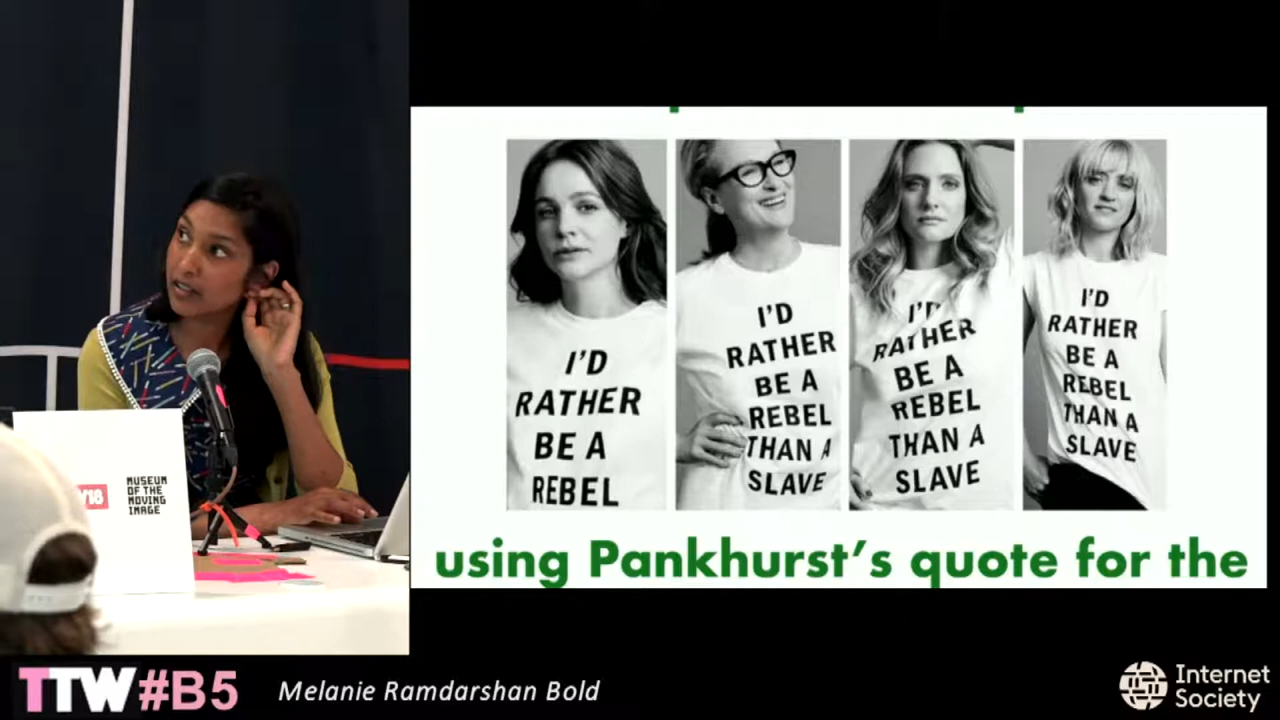 I'D
RATHER
BE A
REBEL
I'D
RATHER
BE A
REBEL
THAN A
SLAVE
I'D
RATHER
BE A
REBEL
THAN A
SLAVE
I'D
RATHER
BE A
REBEL
THAN A
SLAVE
using Pankhurst's quote for the
18
MUSEUM
OF THE
MOVING
IMAGE
TTW#B5
Melanie Ramdarshan Bold
Internet
Society